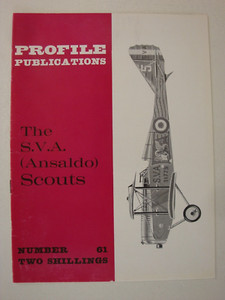 PROFILE
PUBLICATIONS
The
S.V.A.
(Ansaldo)
Scouts
NUMBER 61
TWO SHILLINGS